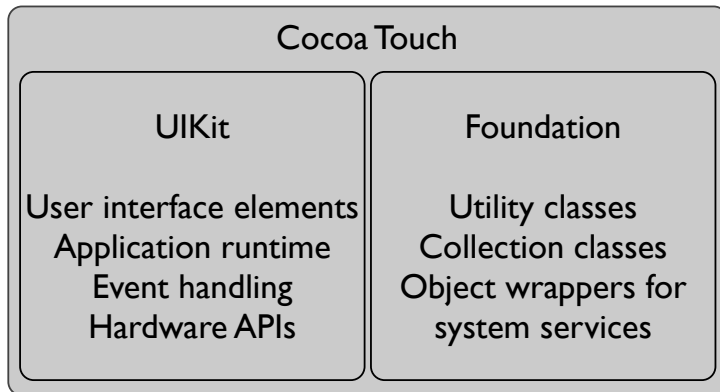 Cocoa Touch
UIKit
User interface elements
Application runtime
Event handling
Hardware APIs
Foundation
Utility classes
Collection classes
Object wrappers for
system services